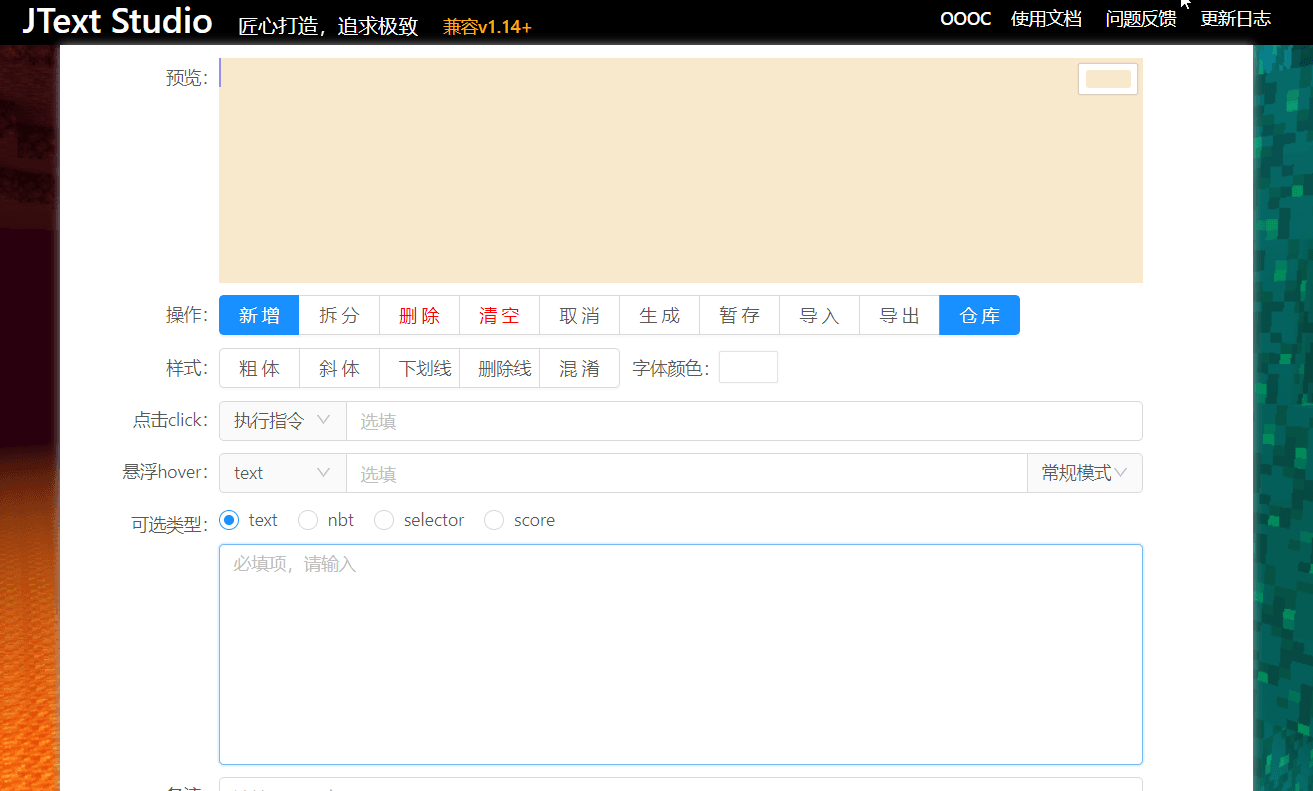 JText Studio 匠心打造，追求极致 兼容v1.14+ OOOC 使用文档 问题反馈 更新日志
预览：
操作： 新 增 拆 分 删 除 清 空 取 消 生 成 暂 存 导 入 导 出 仓 库
样式： 粗 体 斜 体 下划线 删除线 混 淆 字体颜色：
点击click： 执行指令 选填
悬浮hover： text 选填 常规模式
可选类型： text nbt selector score
必填项，请输入